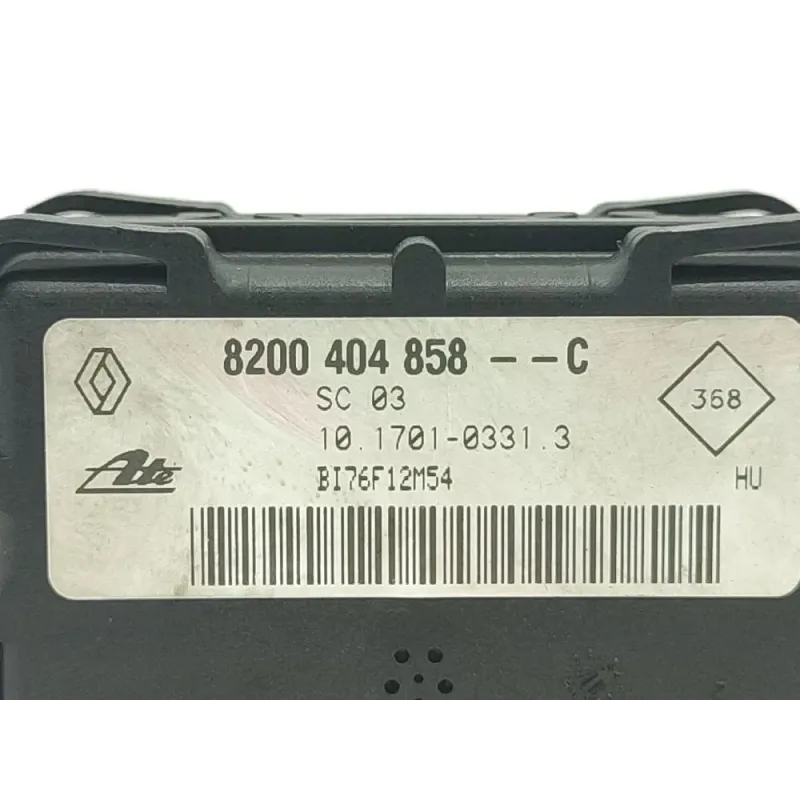 8200 404 858 --C
SC 03
368
10.1701-0331.3
Ate
BI76F12M54
HU